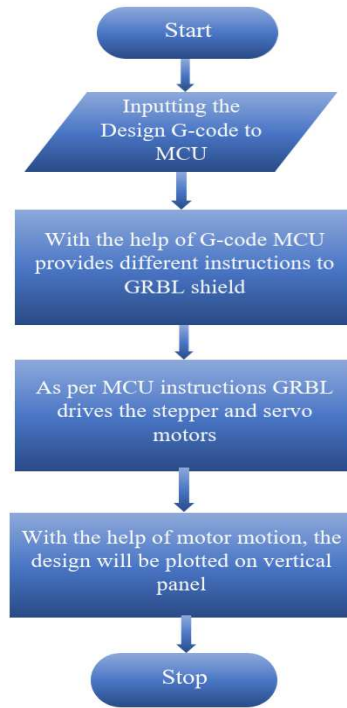 Start
Inputting the
Design G-code to
MCU
With the help of G-code MCU
provides different instructions to
GRBL shield
As per MCU instructions GRBL
drives the stepper and servo
motors
With the help of motor motion, the
design will be plotted on vertical
panel
Stop